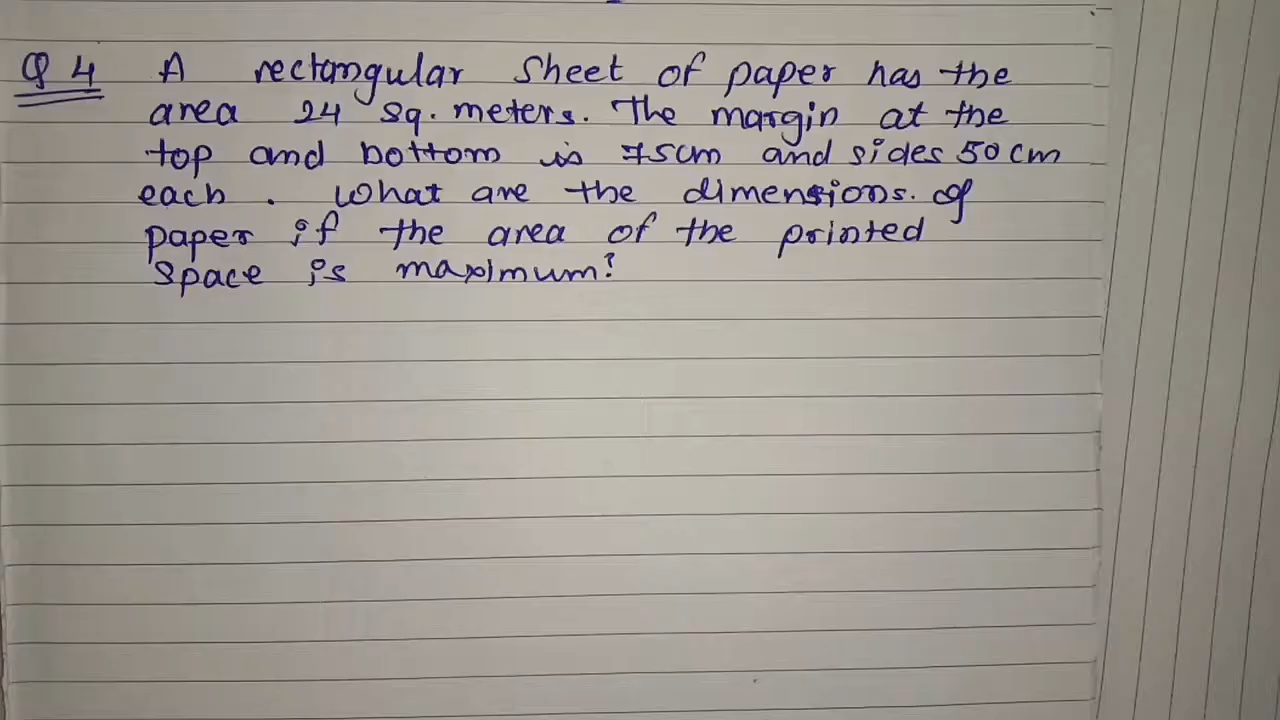 Q 4 A rectangular sheet of paper has the
area 24 sq. meters. The margin at the
top and bottom is 75cm and sides 50 cm
each. What are the dimensions. of
paper if the area of the printed
space is maximum?